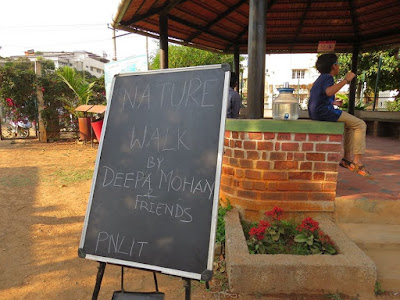 NATURE
WALK
BY
DEEPA MOHAN
+
FRIENDS
PNLIT